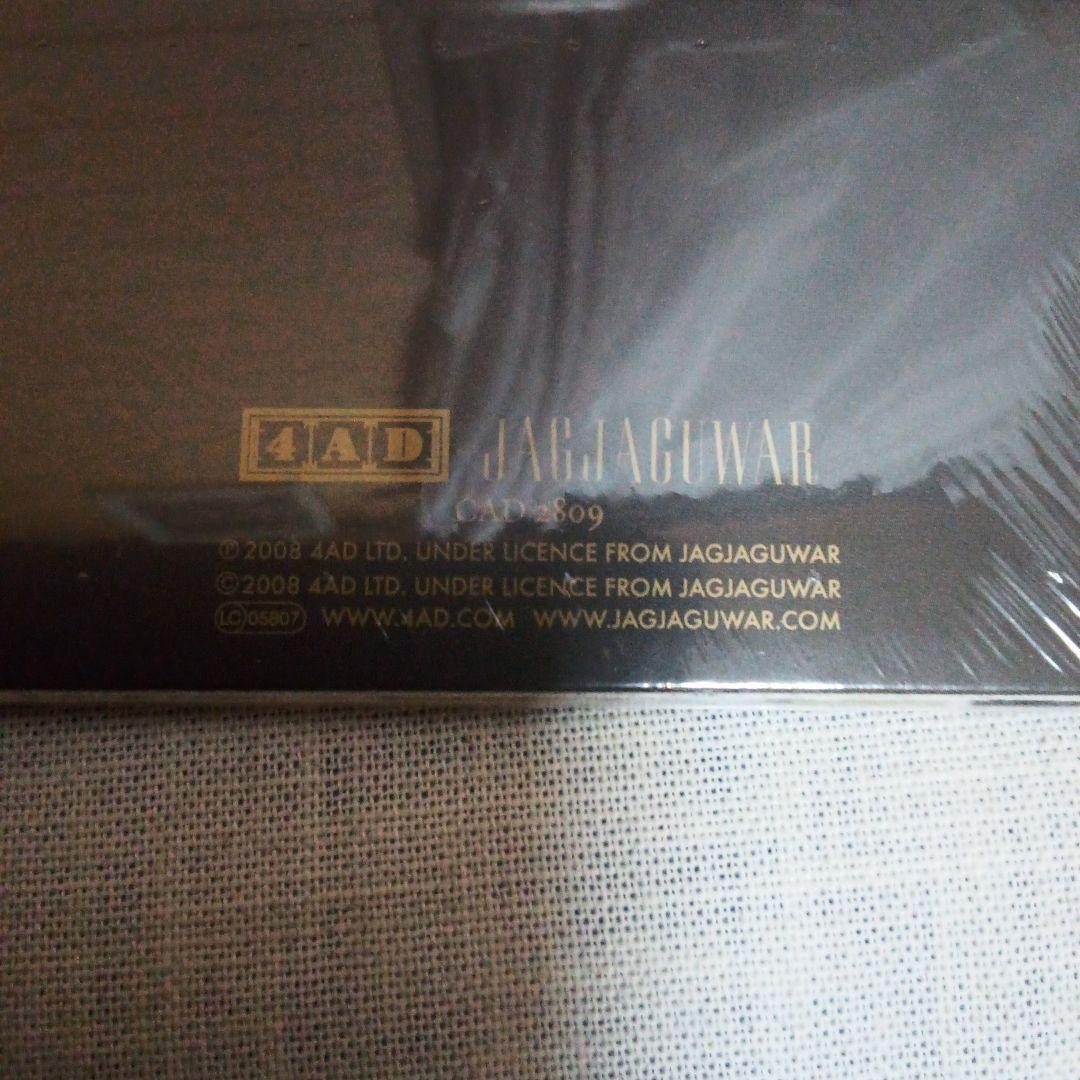 4AD JAGJAGUWAR
CAD 2809
℗ 2008 4AD LTD. UNDER LICENCE FROM JAGJAGUWAR
© 2008 4AD LTD. UNDER LICENCE FROM JAGJAGUWAR
LC 05807 WWW.4AD.COM WWW.JAGJAGUWAR.COM